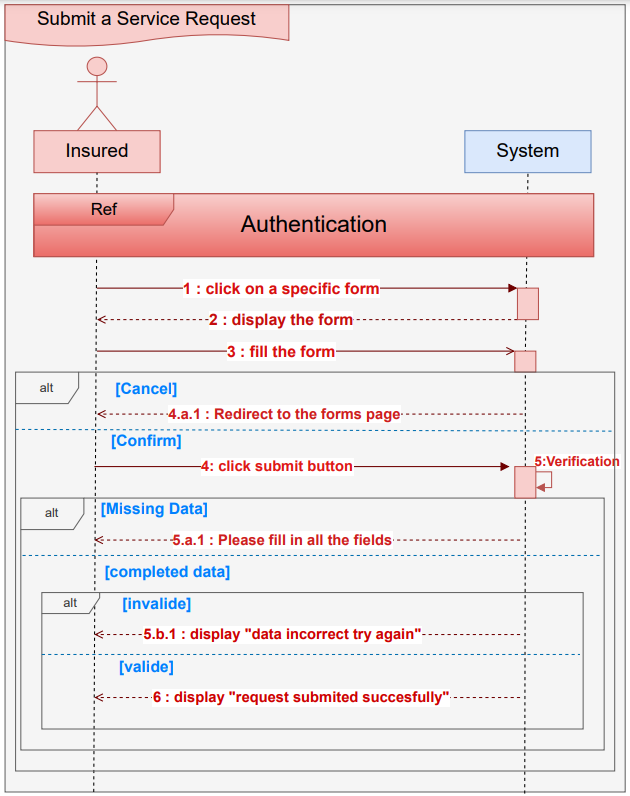 Submit a Service Request
Insured
System
Ref
Authentication
1 : click on a specific form
2 : display the form
3 : fill the form
alt
[Cancel]
4.a.1 : Redirect to the forms page
[Confirm]
4: click submit button
5:Verification
alt
[Missing Data]
5.a.1 : Please fill in all the fields
[completed data]
alt
[invalide]
5.b.1 : display "data incorrect try again"
[valide]
6 : display "request submited succesfully"